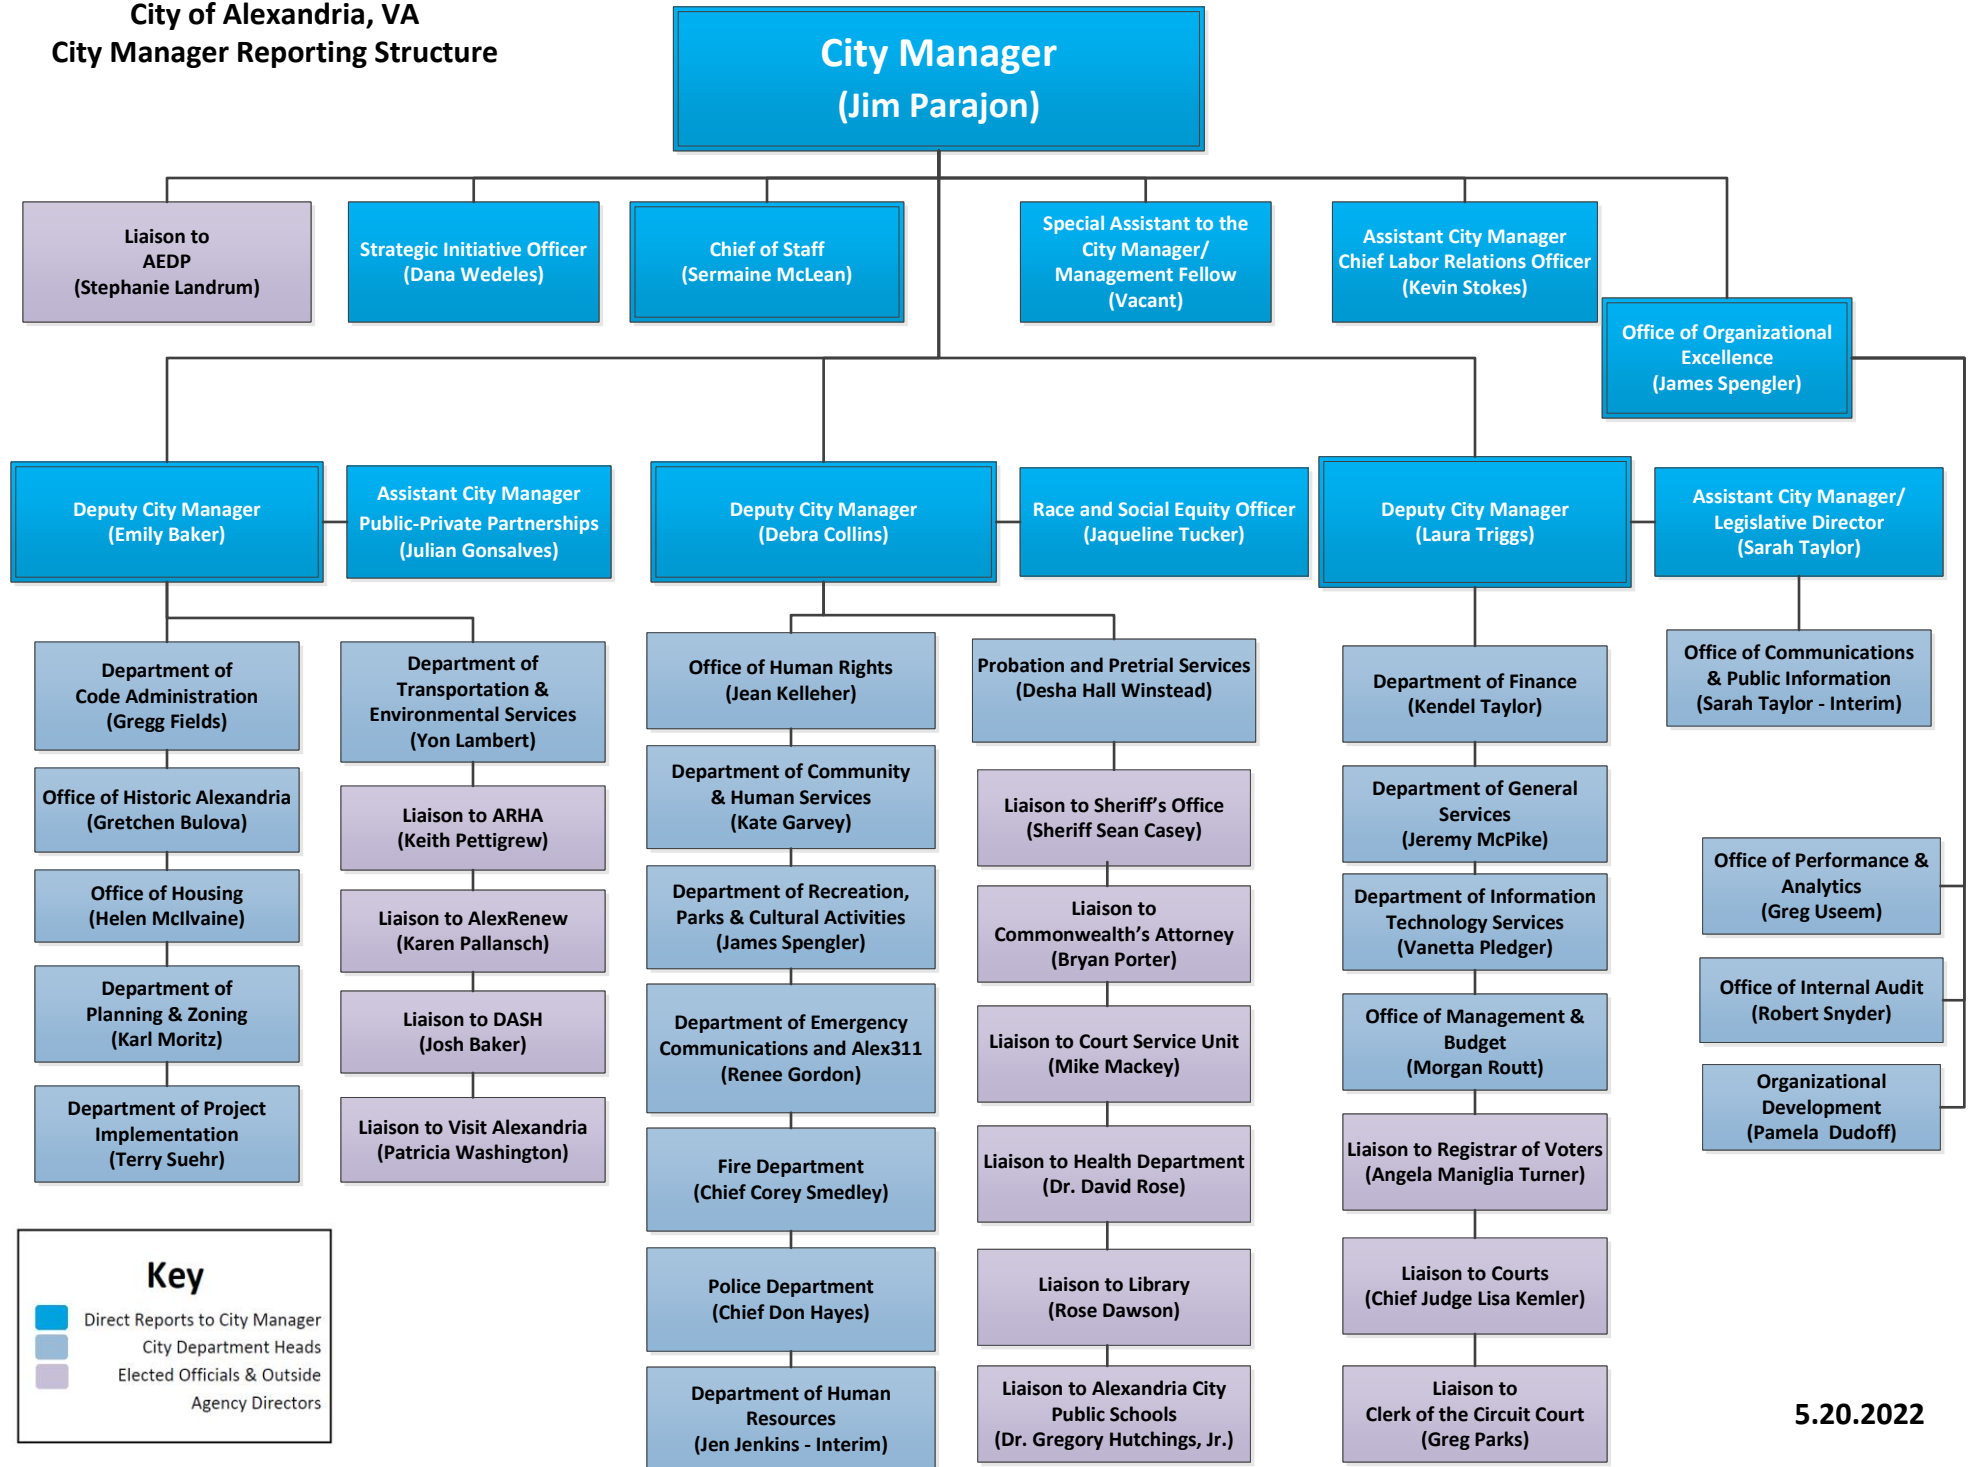 City of Alexandria, VA
City Manager Reporting Structure
City Manager
(Jim Parajon)
Liaison to
AEDP
(Stephanie Landrum)
Strategic Initiative Officer
(Dana Wedeles)
Chief of Staff
(Sermaine McLean)
Special Assistant to the
City Manager/
Management Fellow
(Vacant)
Assistant City Manager
Chief Labor Relations Officer
(Kevin Stokes)
Office of Organizational
Excellence
(James Spengler)
Deputy City Manager
(Emily Baker)
Assistant City Manager
Public-Private Partnerships
(Julian Gonsalves)
Deputy City Manager
(Debra Collins)
Race and Social Equity Officer
(Jaqueline Tucker)
Deputy City Manager
(Laura Triggs)
Assistant City Manager/
Legislative Director
(Sarah Taylor)
Department of
Code Administration
(Gregg Fields)
Office of Historic Alexandria
(Gretchen Bulova)
Office of Housing
(Helen McIlvaine)
Department of
Planning & Zoning
(Karl Moritz)
Department of Project
Implementation
(Terry Suehr)
Department of
Transportation &
Environmental Services
(Yon Lambert)
Liaison to ARHA
(Keith Pettigrew)
Liaison to AlexRenew
(Karen Pallansch)
Liaison to DASH
(Josh Baker)
Liaison to Visit Alexandria
(Patricia Washington)
Office of Human Rights
(Jean Kelleher)
Department of Community
& Human Services
(Kate Garvey)
Department of Recreation,
Parks & Cultural Activities
(James Spengler)
Department of Emergency
Communications and Alex311
(Renee Gordon)
Fire Department
(Chief Corey Smedley)
Police Department
(Chief Don Hayes)
Department of Human
Resources
(Jen Jenkins - Interim)
Probation and Pretrial Services
(Desha Hall Winstead)
Liaison to Sheriff’s Office
(Sheriff Sean Casey)
Liaison to
Commonwealth’s Attorney
(Bryan Porter)
Liaison to Court Service Unit
(Mike Mackey)
Liaison to Health Department
(Dr. David Rose)
Liaison to Library
(Rose Dawson)
Liaison to Alexandria City
Public Schools
(Dr. Gregory Hutchings, Jr.)
Department of Finance
(Kendel Taylor)
Department of General
Services
(Jeremy McPike)
Department of Information
Technology Services
(Vanetta Pledger)
Office of Management &
Budget
(Morgan Routt)
Liaison to Registrar of Voters
(Angela Maniglia Turner)
Liaison to Courts
(Chief Judge Lisa Kemler)
Liaison to
Clerk of the Circuit Court
(Greg Parks)
Office of Communications
& Public Information
(Sarah Taylor - Interim)
Office of Performance &
Analytics
(Greg Useem)
Office of Internal Audit
(Robert Snyder)
Organizational
Development
(Pamela Dudoff)
Key
Direct Reports to City Manager
City Department Heads
Elected Officials & Outside
Agency Directors
5.20.2022